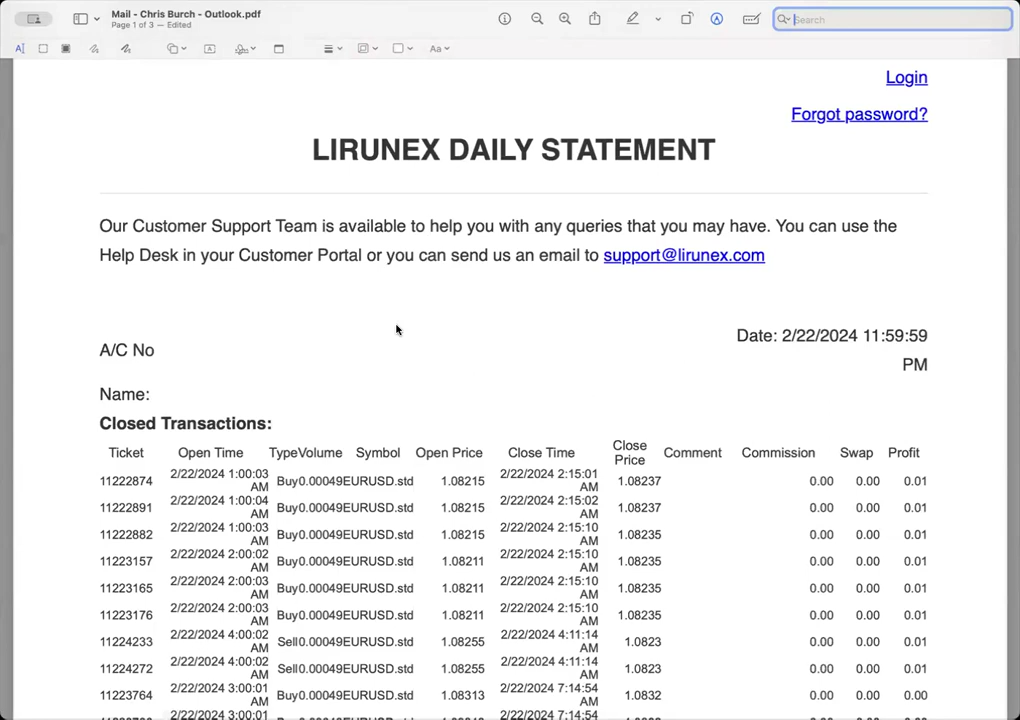 Mail - Chris Burch - Outlook.pdf
Page 1 of 3 — Edited
Search
Login
Forgot password?
LIRUNEX DAILY STATEMENT
Our Customer Support Team is available to help you with any queries that you may have. You can use the
Help Desk in your Customer Portal or you can send us an email to support@lirunex.com
Date: 2/22/2024 11:59:59
PM
A/C No
Name:
Closed Transactions:
Ticket Open Time TypeVolume Symbol Open Price Close Time Close Price Comment Commission Swap Profit
11222874 2/22/2024 1:00:03 AM Buy0.00049EURUSD.std 1.08215 2/22/2024 2:15:01 AM 1.08237 0.00 0.00 0.01
11222891 2/22/2024 1:00:04 AM Buy0.00049EURUSD.std 1.08215 2/22/2024 2:15:02 AM 1.08237 0.00 0.00 0.01
11222882 2/22/2024 1:00:03 AM Buy0.00049EURUSD.std 1.08215 2/22/2024 2:15:10 AM 1.08235 0.00 0.00 0.01
11223157 2/22/2024 2:00:02 AM Buy0.00049EURUSD.std 1.08211 2/22/2024 2:15:10 AM 1.08235 0.00 0.00 0.01
11223165 2/22/2024 2:00:03 AM Buy0.00049EURUSD.std 1.08211 2/22/2024 2:15:10 AM 1.08235 0.00 0.00 0.01
11223176 2/22/2024 2:00:03 AM Buy0.00049EURUSD.std 1.08211 2/22/2024 2:15:10 AM 1.08235 0.00 0.00 0.01
11224233 2/22/2024 4:00:02 AM Sell0.00049EURUSD.std 1.08255 2/22/2024 4:11:14 AM 1.0823 0.00 0.00 0.01
11224272 2/22/2024 4:00:02 AM Sell0.00049EURUSD.std 1.08255 2/22/2024 4:11:14 AM 1.0823 0.00 0.00 0.01
11223764 2/22/2024 3:00:01 AM Buy0.00049EURUSD.std 1.08313 2/22/2024 7:14:54 AM 1.0832 0.00 0.00 0.00
2/22/2024 3:00:01 2/22/2024 7:14:54